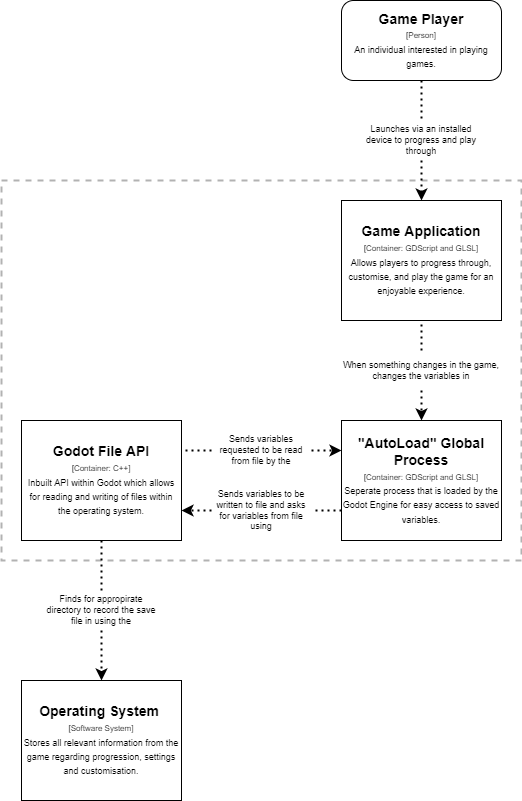 Game Player
[Person]
An individual interested in playing
games.
Launches via an installed
device to progress and play
through
Game Application
[Container: GDScript and GLSL]
Allows players to progress through,
customise, and play the game for an
enjoyable experience.
When something changes in the game,
changes the variables in
Godot File API
[Container: C++]
Inbuilt API within Godot which allows
for reading and writing of files within
the operating system.
Sends variables
requested to be read
from file by the
Sends variables to be
written to file and asks
for variables from file
using
"AutoLoad" Global
Process
[Container: GDScript and GLSL]
Seperate process that is loaded by the
Godot Engine for easy access to saved
variables.
Finds for appropirate
directory to record the save
file in using the
Operating System
[Software System]
Stores all relevant information from the
game regarding progression, settings
and customisation.